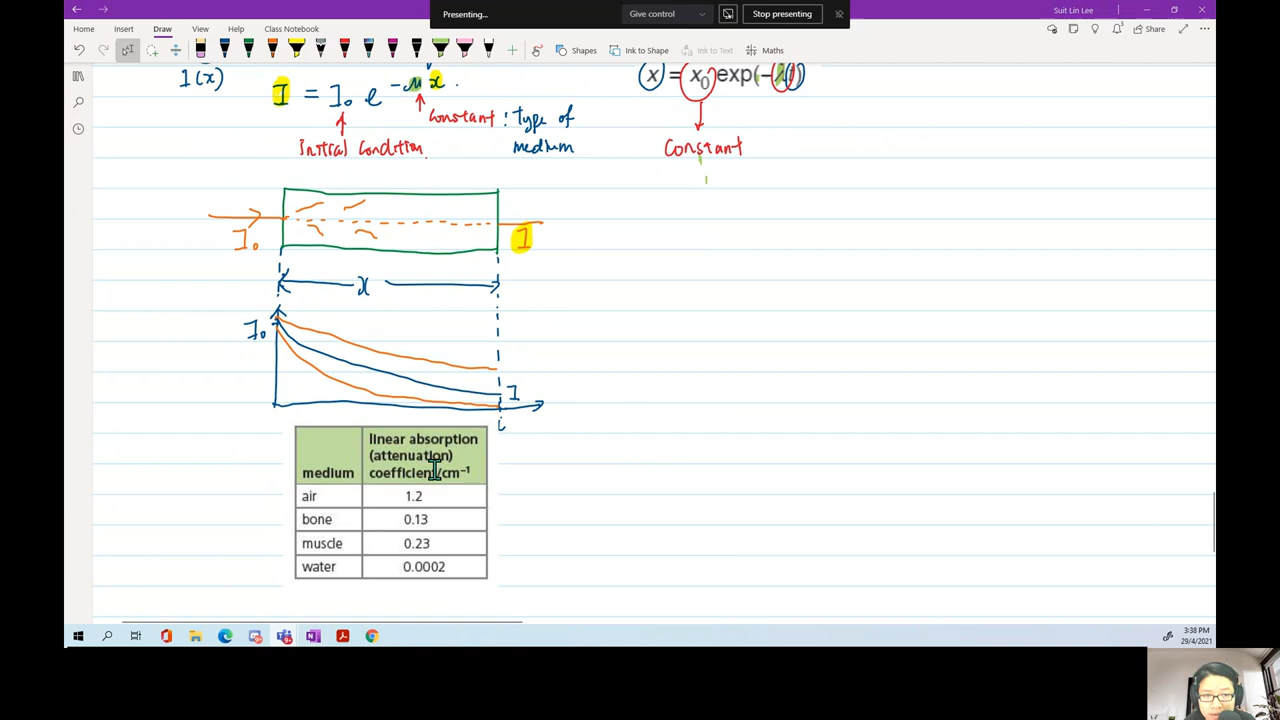 Presenting...
Give control
Stop presenting
Suit Lin Lee
Home Insert Draw View Help Class Notebook
Share
Shapes Ink to Shape Ink to Text Maths
I(x)
I = I₀ e^-μx.
(x) = x₀ exp(−λt)
Constant : Type of
medium
Initial Condition.
Constant
I₀
I
x
I₀
I
medium linear absorption (attenuation) coefficient/cm⁻¹
air 1.2
bone 0.13
muscle 0.23
water 0.0002
3:38 PM
29/4/2021